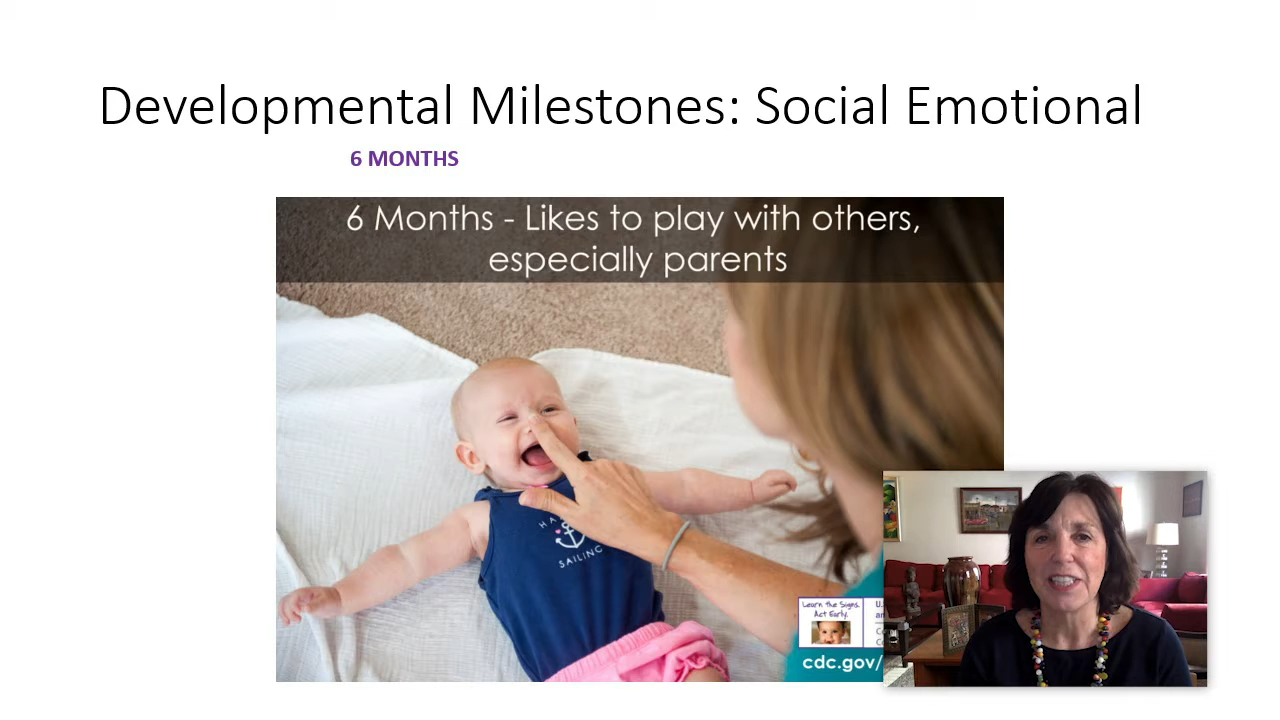 Developmental Milestones: Social Emotional
6 MONTHS
6 Months - Likes to play with others,
especially parents
HA
SAILING
Learn the Signs.
Act Early.
cdc.gov/